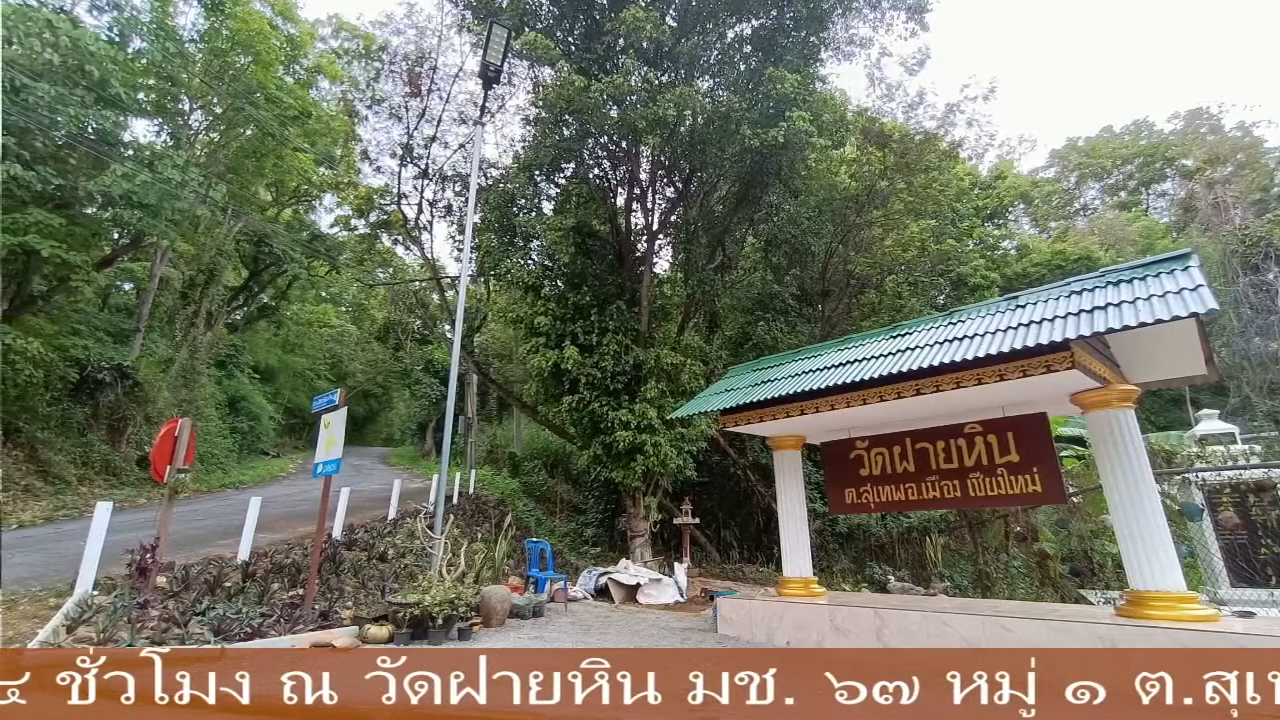 วัดฝายหิน
ต.สุเทพอ.เมือง เชียงใหม่
๔ ชั่วโมง ณ วัดฝายหิน มช. ๖๗ หมู่ ๑ ต.สุเท